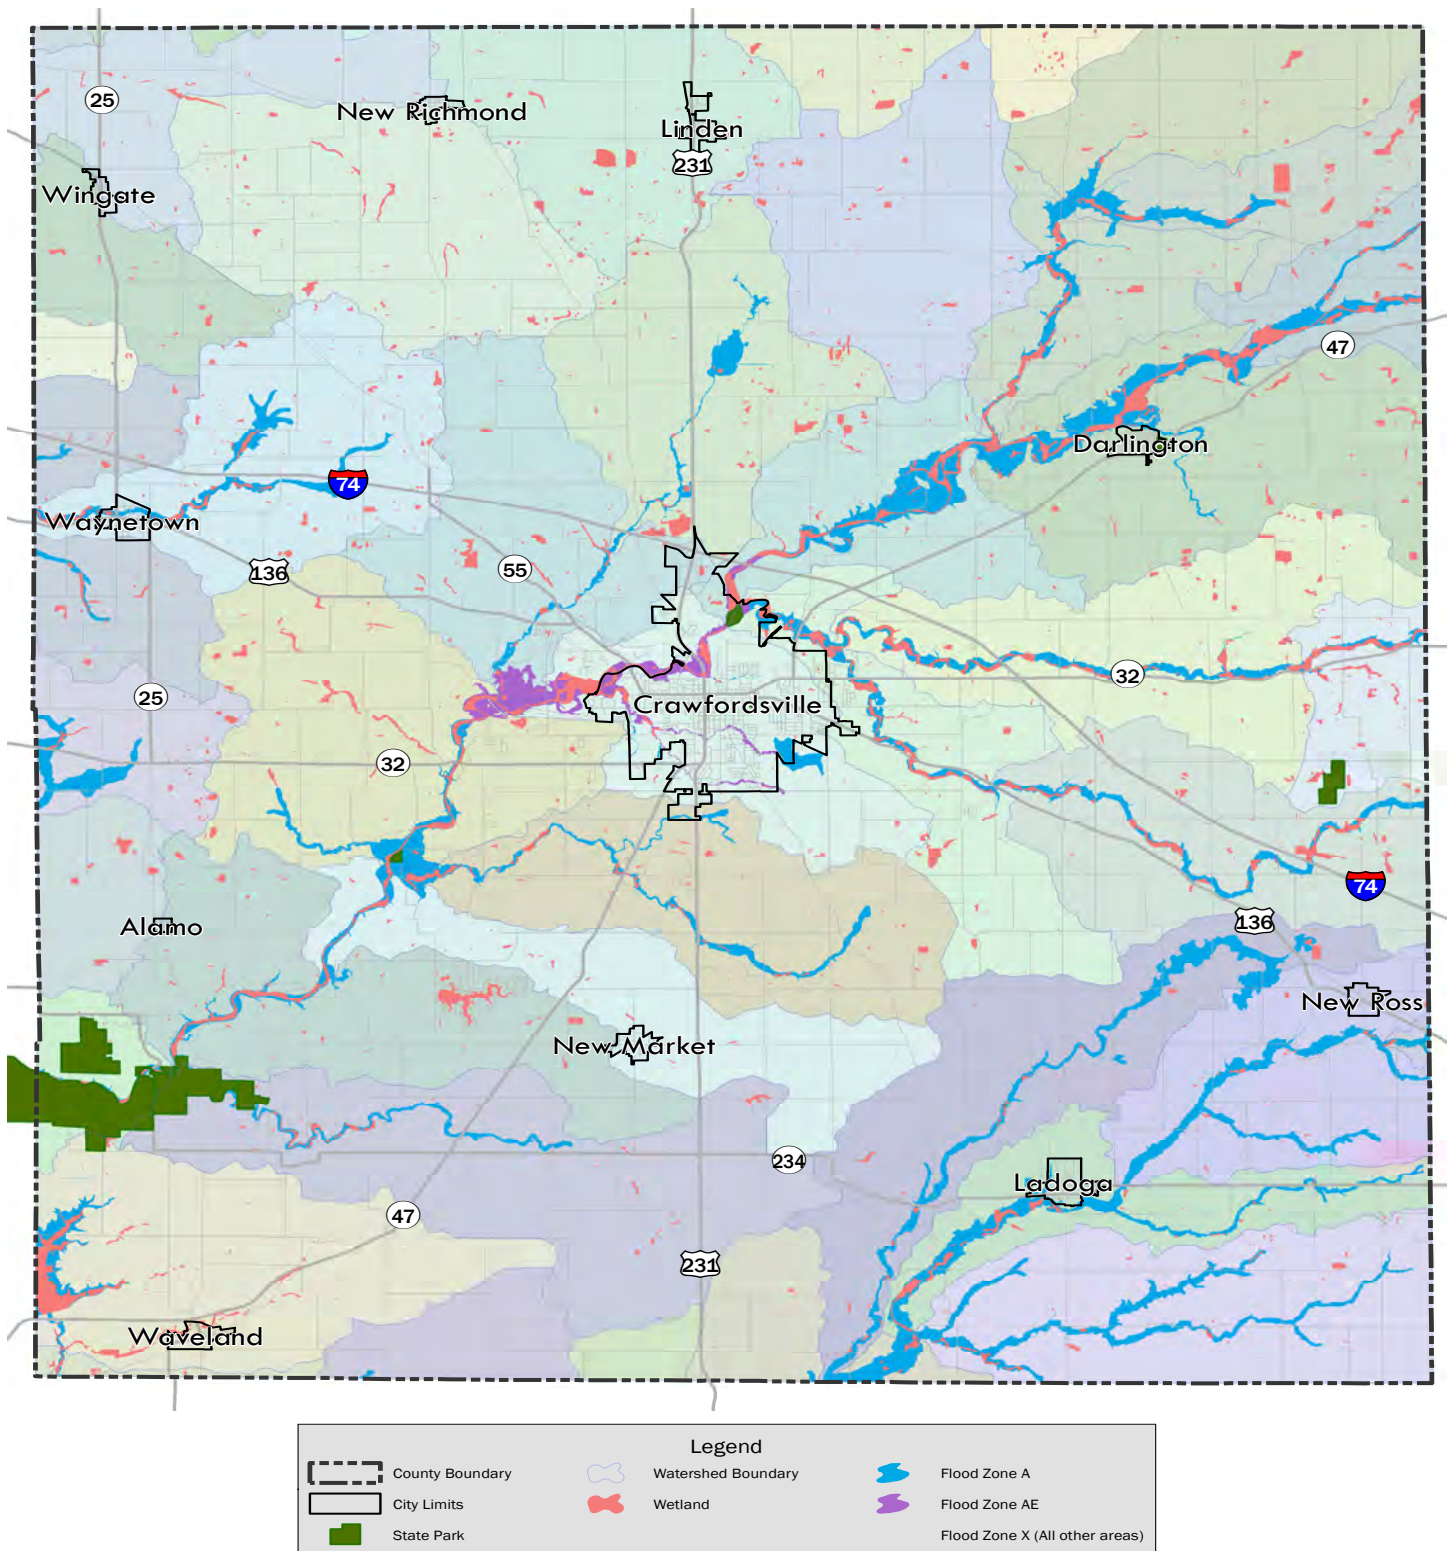 25
New Richmond
Linden
231
Wingate
47
Darlington
74
Waynetown
55
136
32
25
Crawfordsville
32
74
136
Alamo
New Ross
New Market
234
Ladoga
47
231
Waveland
Legend
County Boundary
Watershed Boundary
Flood Zone A
City Limits
Wetland
Flood Zone AE
State Park
Flood Zone X (All other areas)